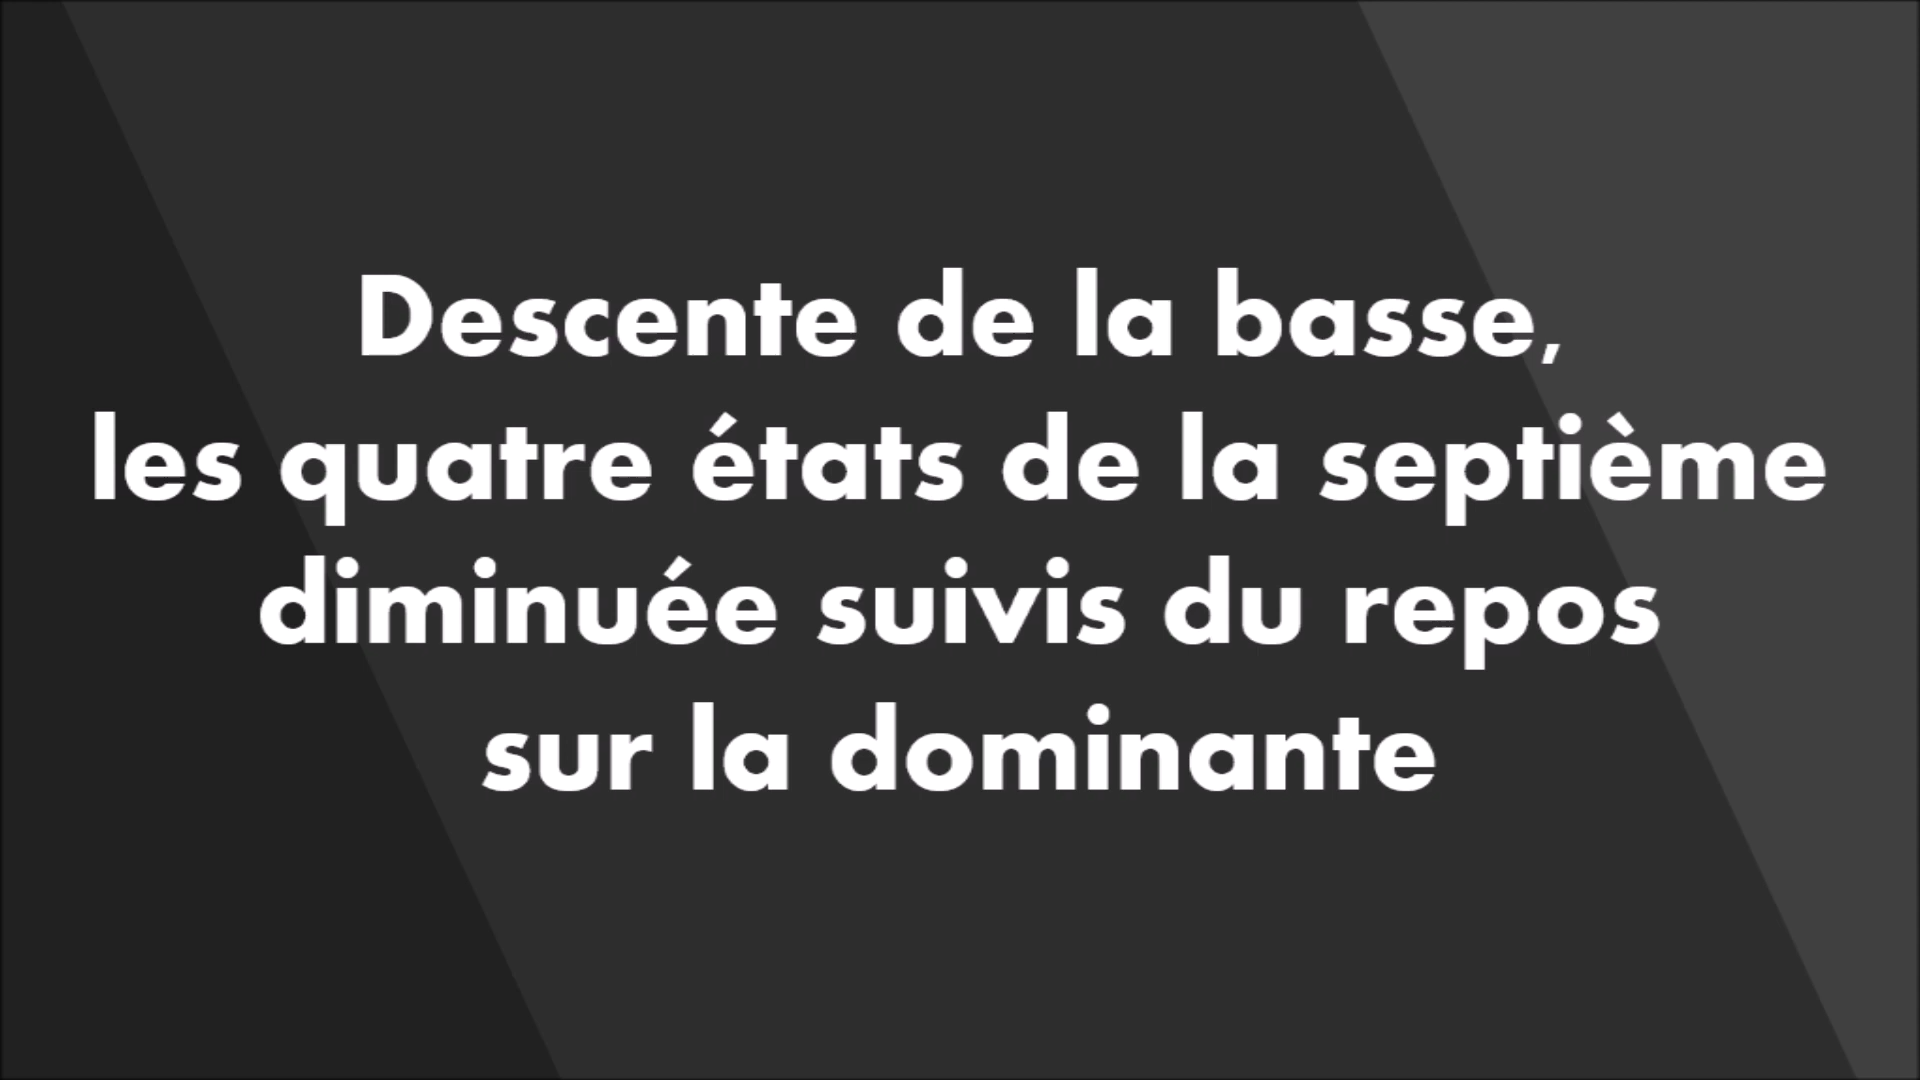 Descente de la basse,
les quatre états de la septième
diminuée suivis du repos
sur la dominante